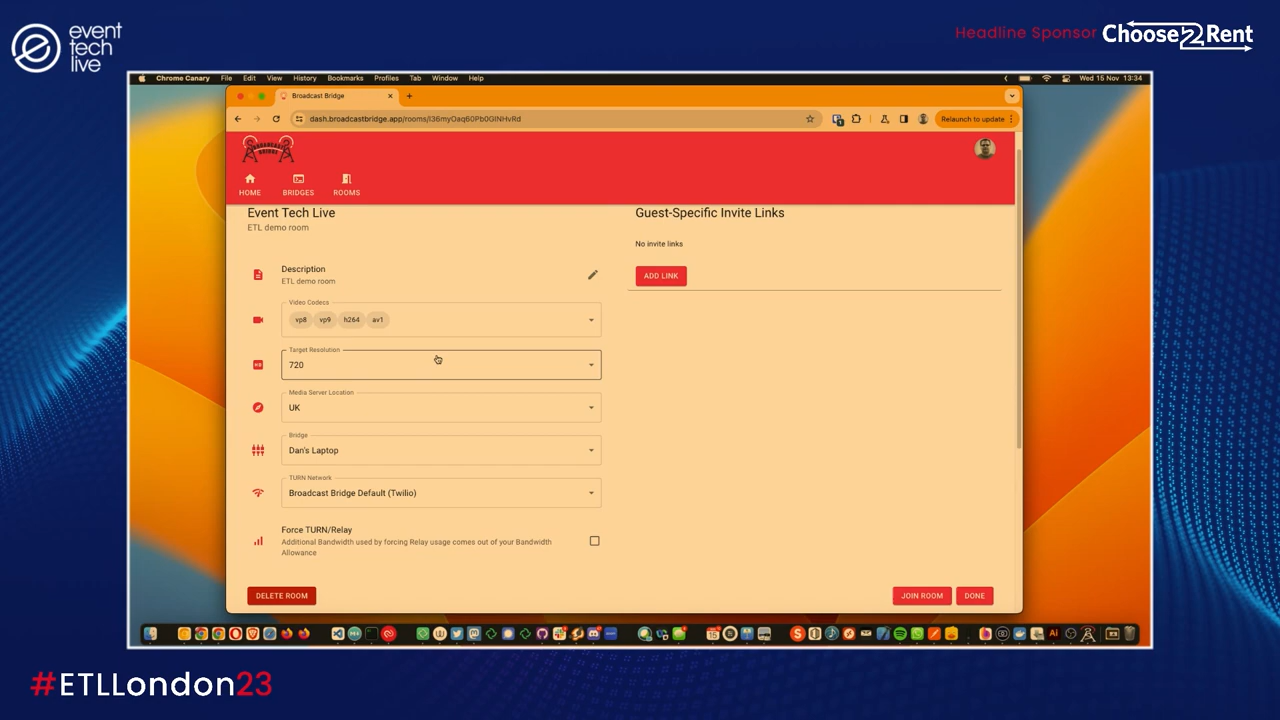 event
tech
live
Headline Sponsor Choose2Rent
Chrome Canary File Edit View History Bookmarks Profiles Tab Window Help Wed 15 Nov 13:34
Broadcast Bridge
Relaunch to update
BROADCAST
BRIDGE
HOME BRIDGES ROOMS
Event Tech Live
ETL demo room
Guest-Specific Invite Links
No invite links
ADD LINK
Description
ETL demo room
Video Codecs
vp8 vp9 h264 av1
Target Resolution
720
Media Server Location
UK
Bridge
Dan's Laptop
TURN Network
Broadcast Bridge Default (Twilio)
Force TURN/Relay
Additional Bandwidth used by forcing Relay usage comes out of your Bandwidth
Allowance
DELETE ROOM JOIN ROOM DONE
#ETLLondon23